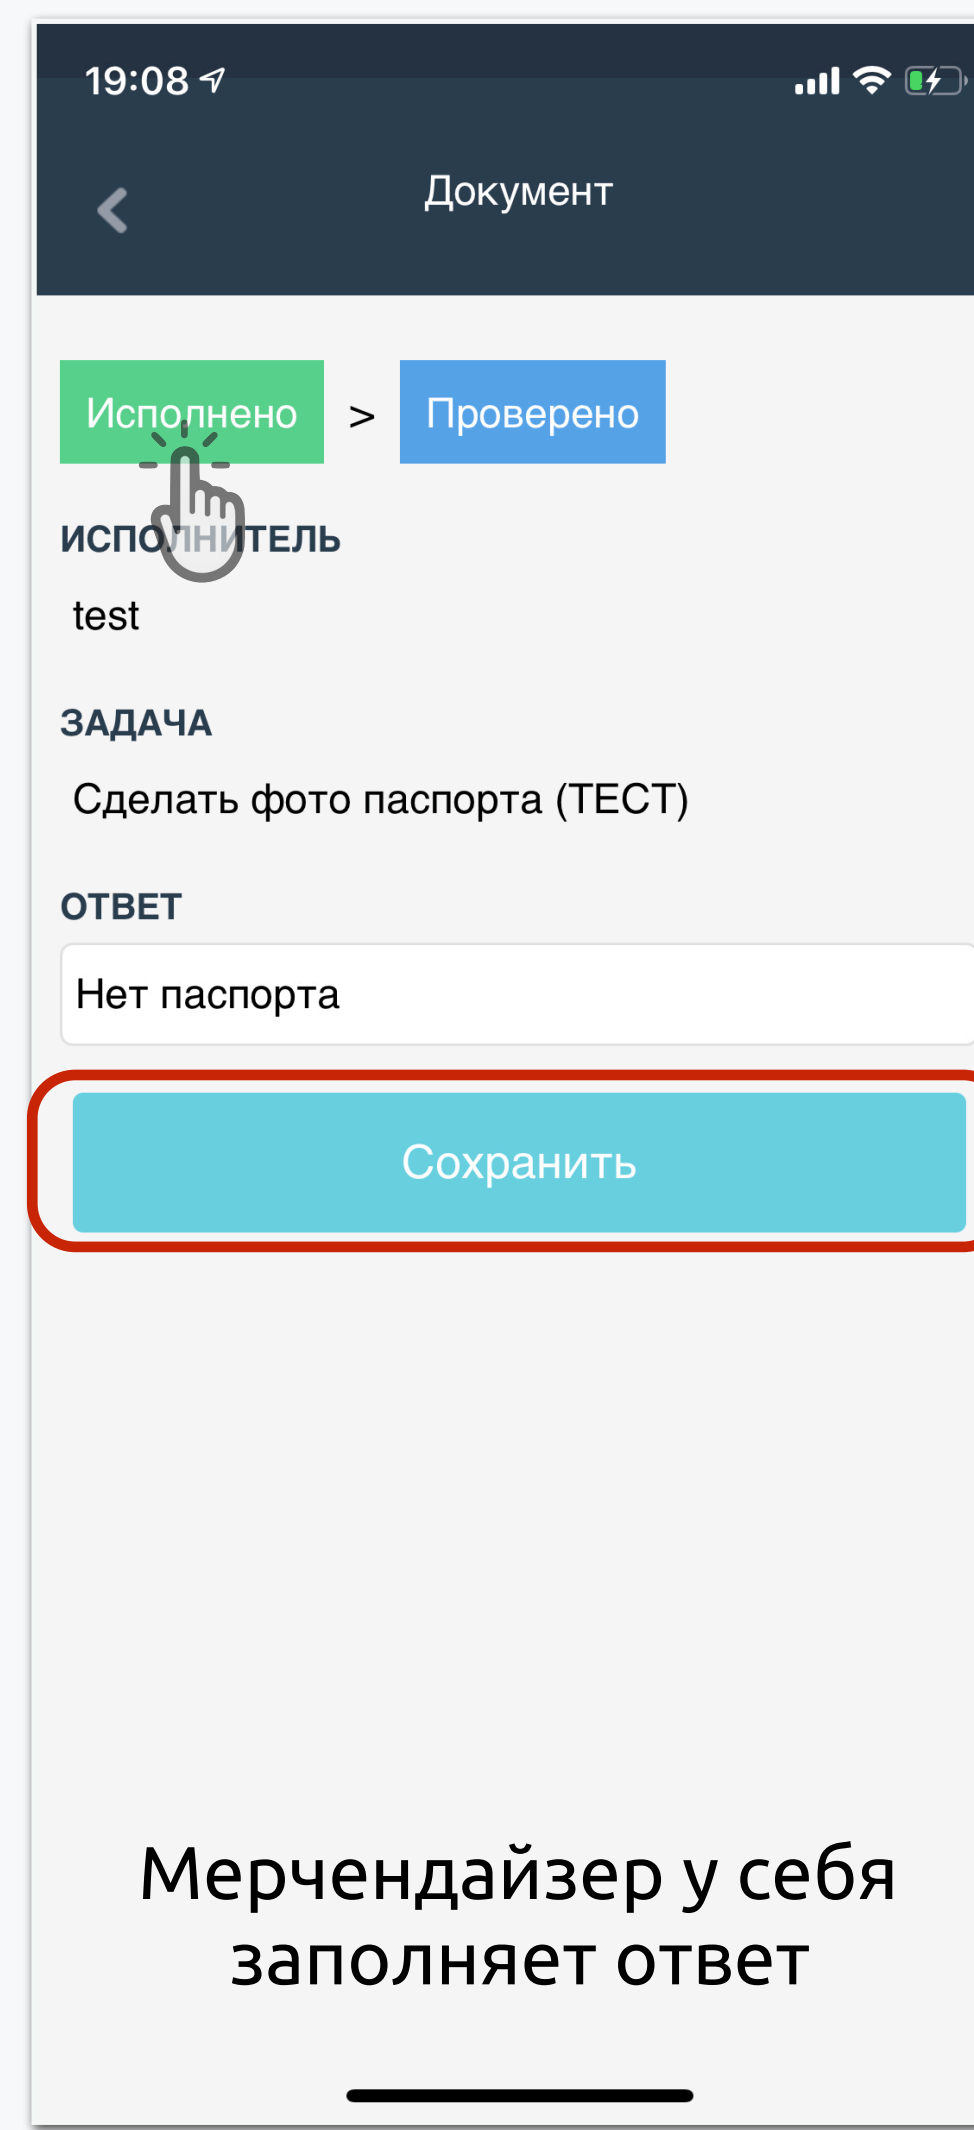 19:08
Документ
Исполнено > Проверено
ИСПОЛНИТЕЛЬ
test
ЗАДАЧА
Сделать фото паспорта (ТЕСТ)
ОТВЕТ
Нет паспорта
Сохранить
Мерчендайзер у себя
заполняет ответ